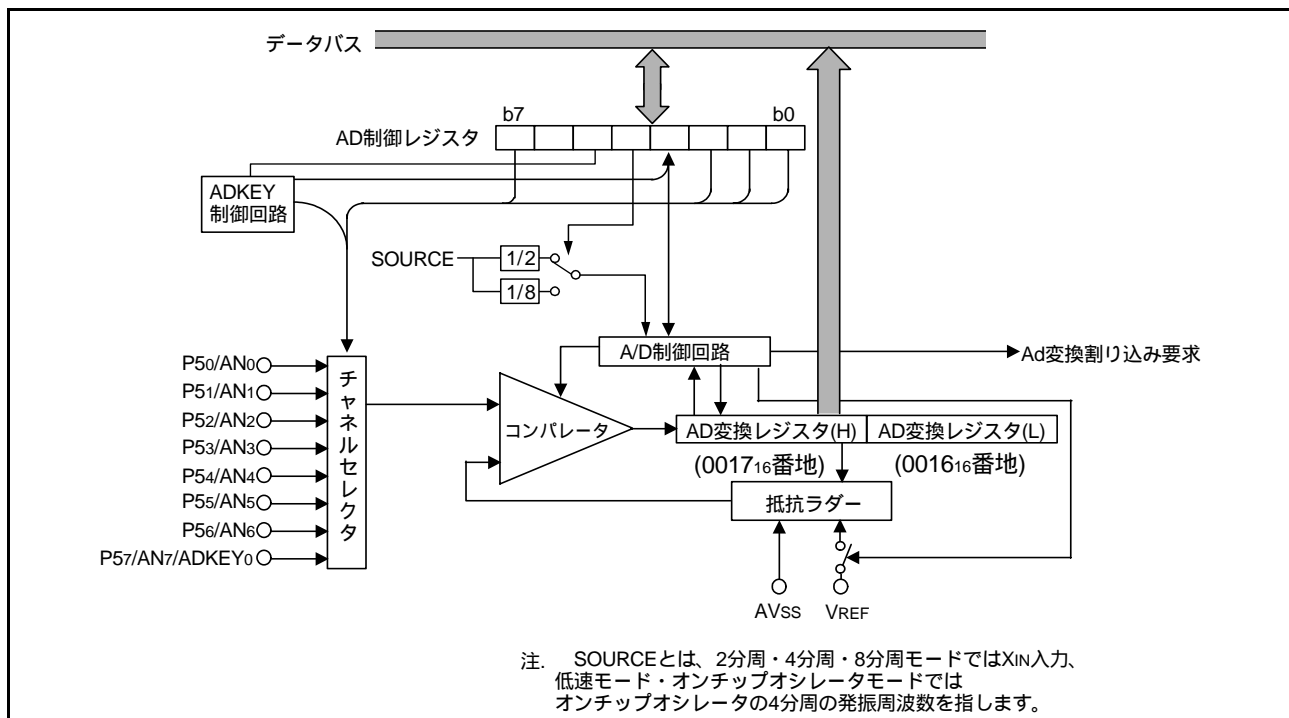 データバス
b7 b0
AD制御レジスタ
ADKEY
制御回路
SOURCE
1/2
1/8
A/D制御回路
Ad変換割り込み要求
P50/AN0
P51/AN1
P52/AN2
P53/AN3
P54/AN4
P55/AN5
P56/AN6
P57/AN7/ADKEY0
チャネルセレクタ
コンパレータ
AD変換レジスタ(H) AD変換レジスタ(L)
(001716番地) (001616番地)
抵抗ラダー
AVSS VREF
注. SOURCEとは、2分周・4分周・8分周モードではXIN入力、
低速モード・オンチップオシレータモードでは
オンチップオシレータの4分周の発振周波数を指します。